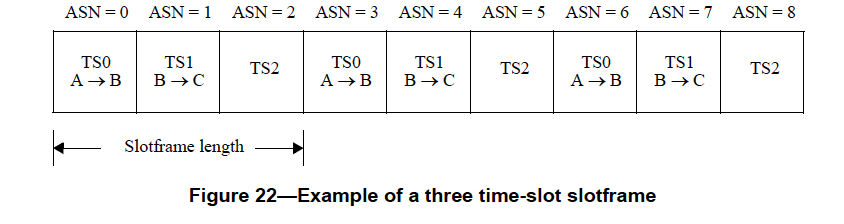 ASN = 0 ASN = 1 ASN = 2 ASN = 3 ASN = 4 ASN = 5 ASN = 6 ASN = 7 ASN = 8
TS0 TS1 TS2 TS0 TS1 TS2 TS0 TS1 TS2
A → B B → C A → B B → C A → B B → C
Slotframe length
Figure 22—Example of a three time-slot slotframe